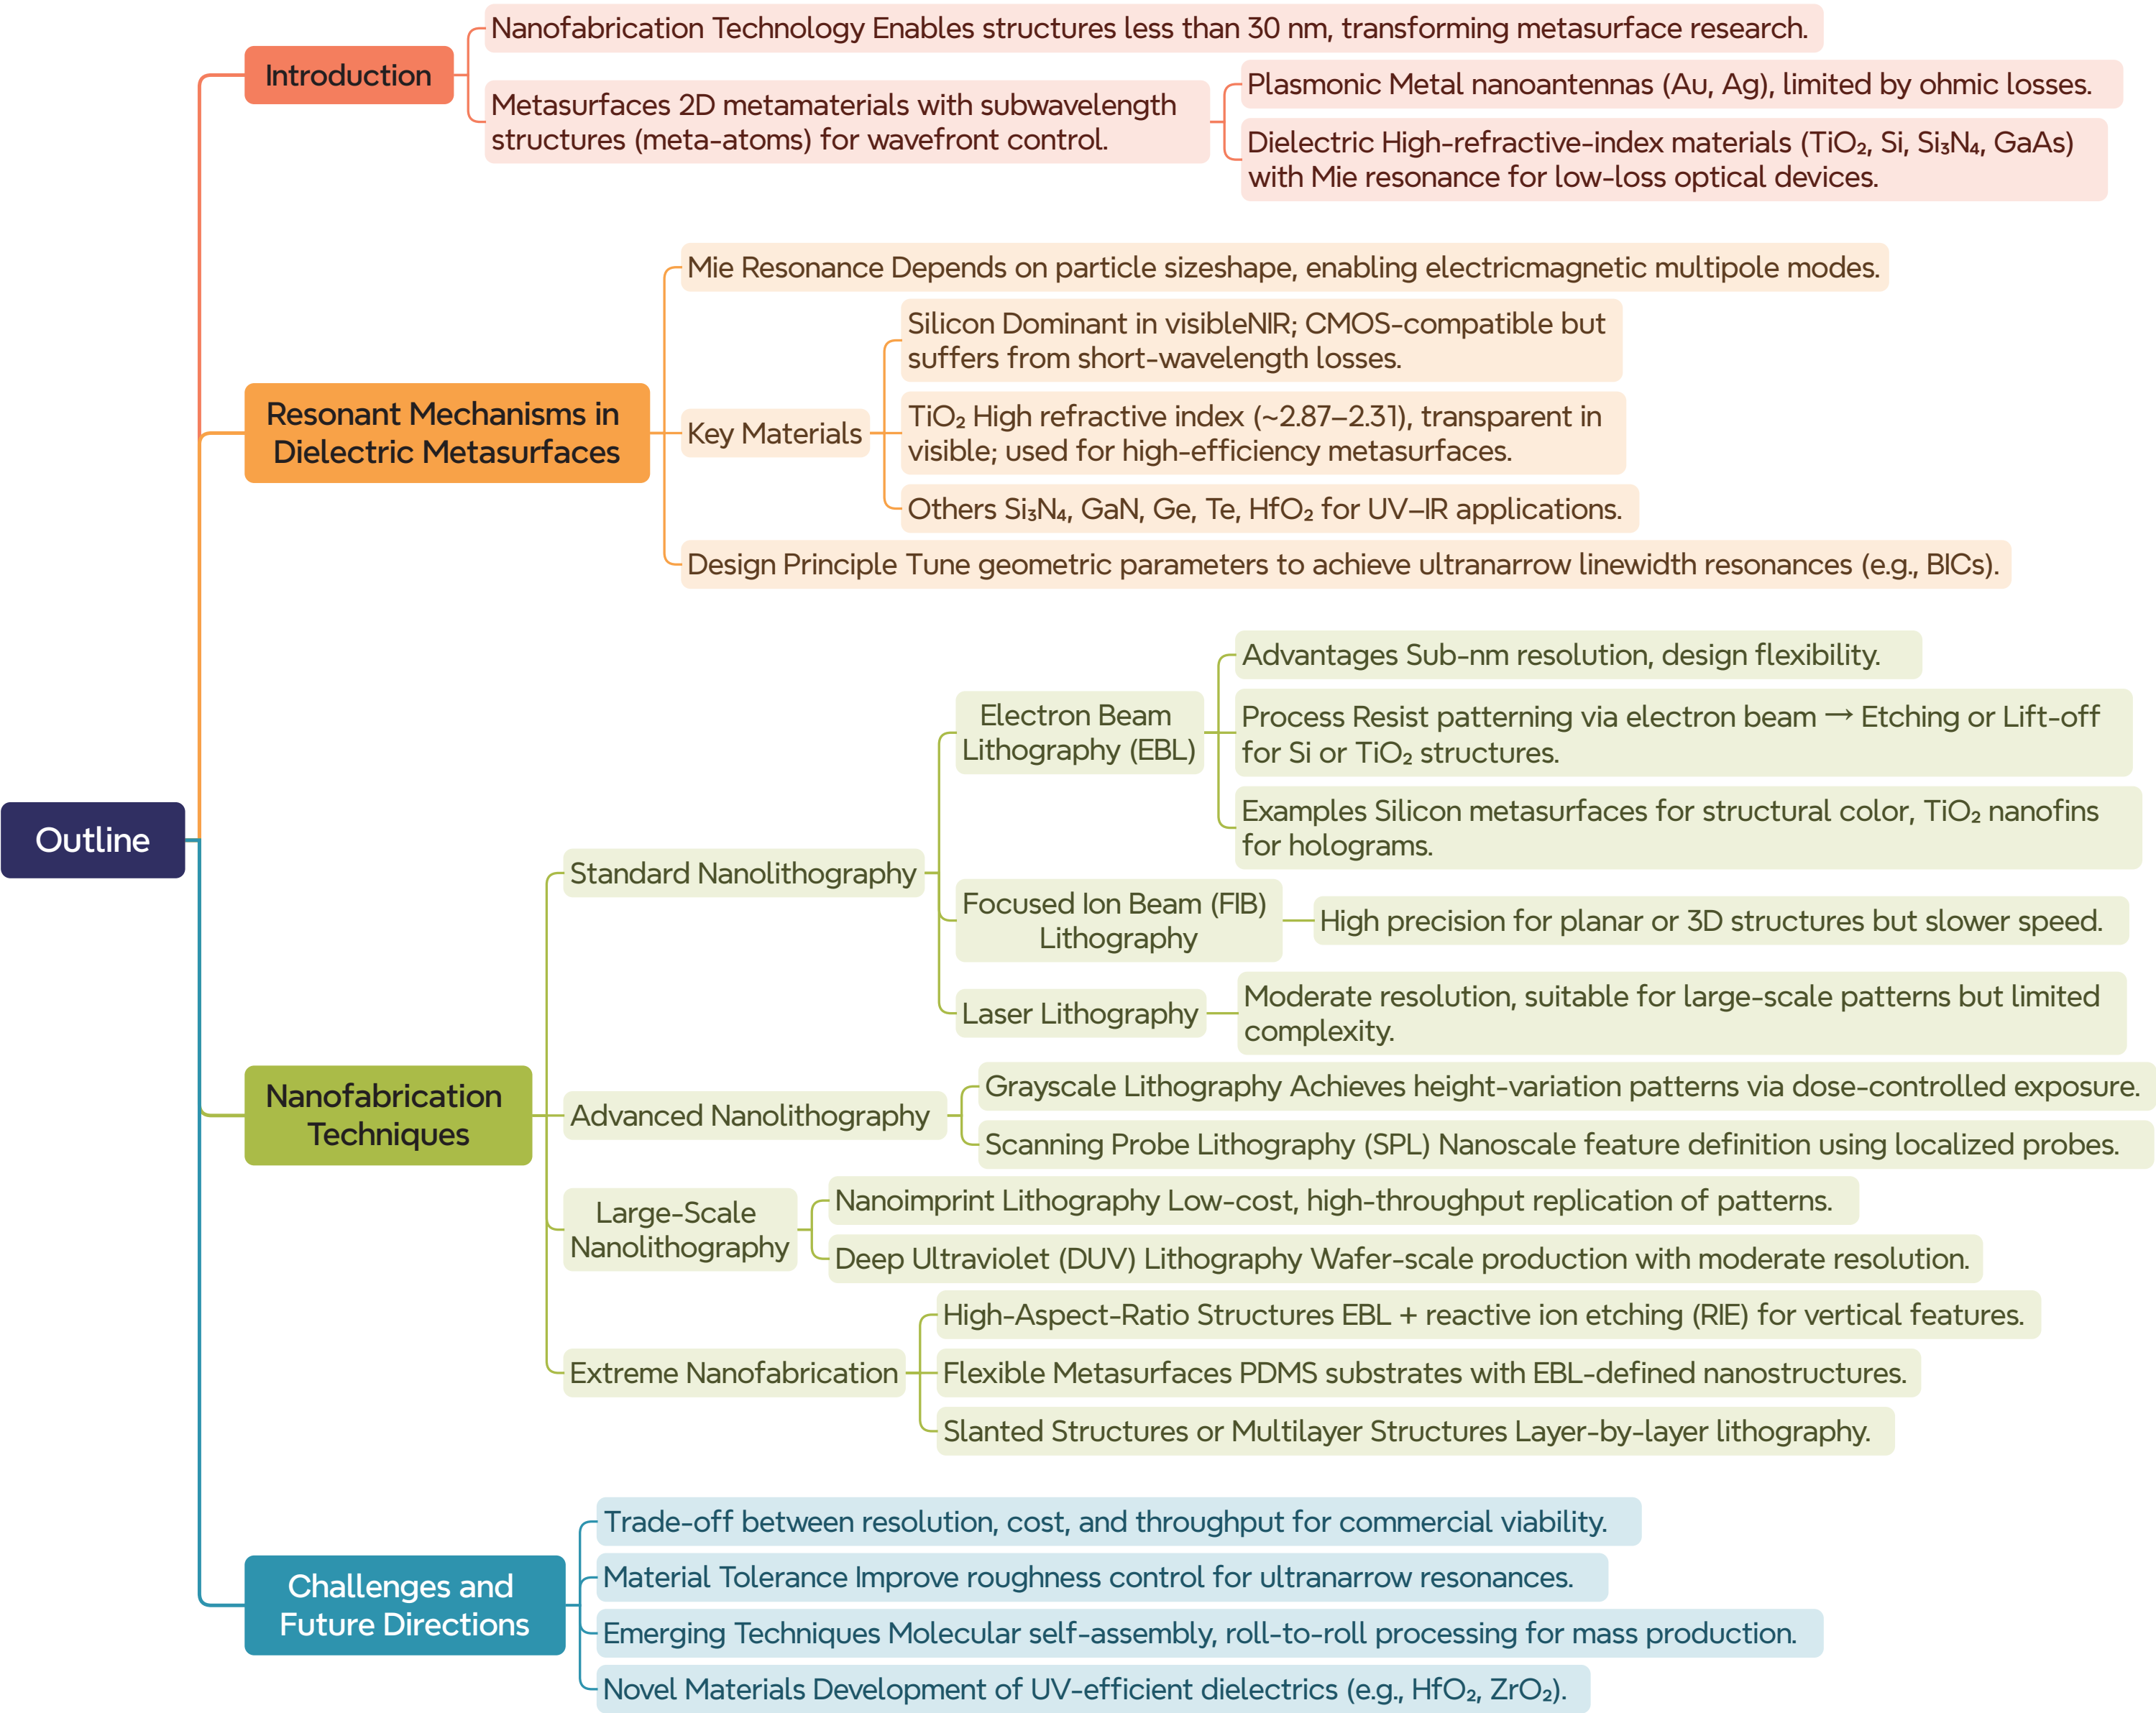 Outline
Introduction
Nanofabrication Technology Enables structures less than 30 nm, transforming metasurface research.
Metasurfaces 2D metamaterials with subwavelength
structures (meta-atoms) for wavefront control.
Plasmonic Metal nanoantennas (Au, Ag), limited by ohmic losses.
Dielectric High-refractive-index materials (TiO₂, Si, Si₃N₄, GaAs)
with Mie resonance for low-loss optical devices.
Resonant Mechanisms in
Dielectric Metasurfaces
Mie Resonance Depends on particle sizeshape, enabling electricmagnetic multipole modes.
Key Materials
Silicon Dominant in visibleNIR; CMOS-compatible but
suffers from short-wavelength losses.
TiO₂ High refractive index (~2.87–2.31), transparent in
visible; used for high-efficiency metasurfaces.
Others Si₃N₄, GaN, Ge, Te, HfO₂ for UV–IR applications.
Design Principle Tune geometric parameters to achieve ultranarrow linewidth resonances (e.g., BICs).
Nanofabrication
Techniques
Standard Nanolithography
Electron Beam
Lithography (EBL)
Advantages Sub-nm resolution, design flexibility.
Process Resist patterning via electron beam → Etching or Lift-off
for Si or TiO₂ structures.
Examples Silicon metasurfaces for structural color, TiO₂ nanofins
for holograms.
Focused Ion Beam (FIB)
Lithography
High precision for planar or 3D structures but slower speed.
Laser Lithography
Moderate resolution, suitable for large-scale patterns but limited
complexity.
Advanced Nanolithography
Grayscale Lithography Achieves height-variation patterns via dose-controlled exposure.
Scanning Probe Lithography (SPL) Nanoscale feature definition using localized probes.
Large-Scale
Nanolithography
Nanoimprint Lithography Low-cost, high-throughput replication of patterns.
Deep Ultraviolet (DUV) Lithography Wafer-scale production with moderate resolution.
Extreme Nanofabrication
High-Aspect-Ratio Structures EBL + reactive ion etching (RIE) for vertical features.
Flexible Metasurfaces PDMS substrates with EBL-defined nanostructures.
Slanted Structures or Multilayer Structures Layer-by-layer lithography.
Challenges and
Future Directions
Trade-off between resolution, cost, and throughput for commercial viability.
Material Tolerance Improve roughness control for ultranarrow resonances.
Emerging Techniques Molecular self-assembly, roll-to-roll processing for mass production.
Novel Materials Development of UV-efficient dielectrics (e.g., HfO₂, ZrO₂).